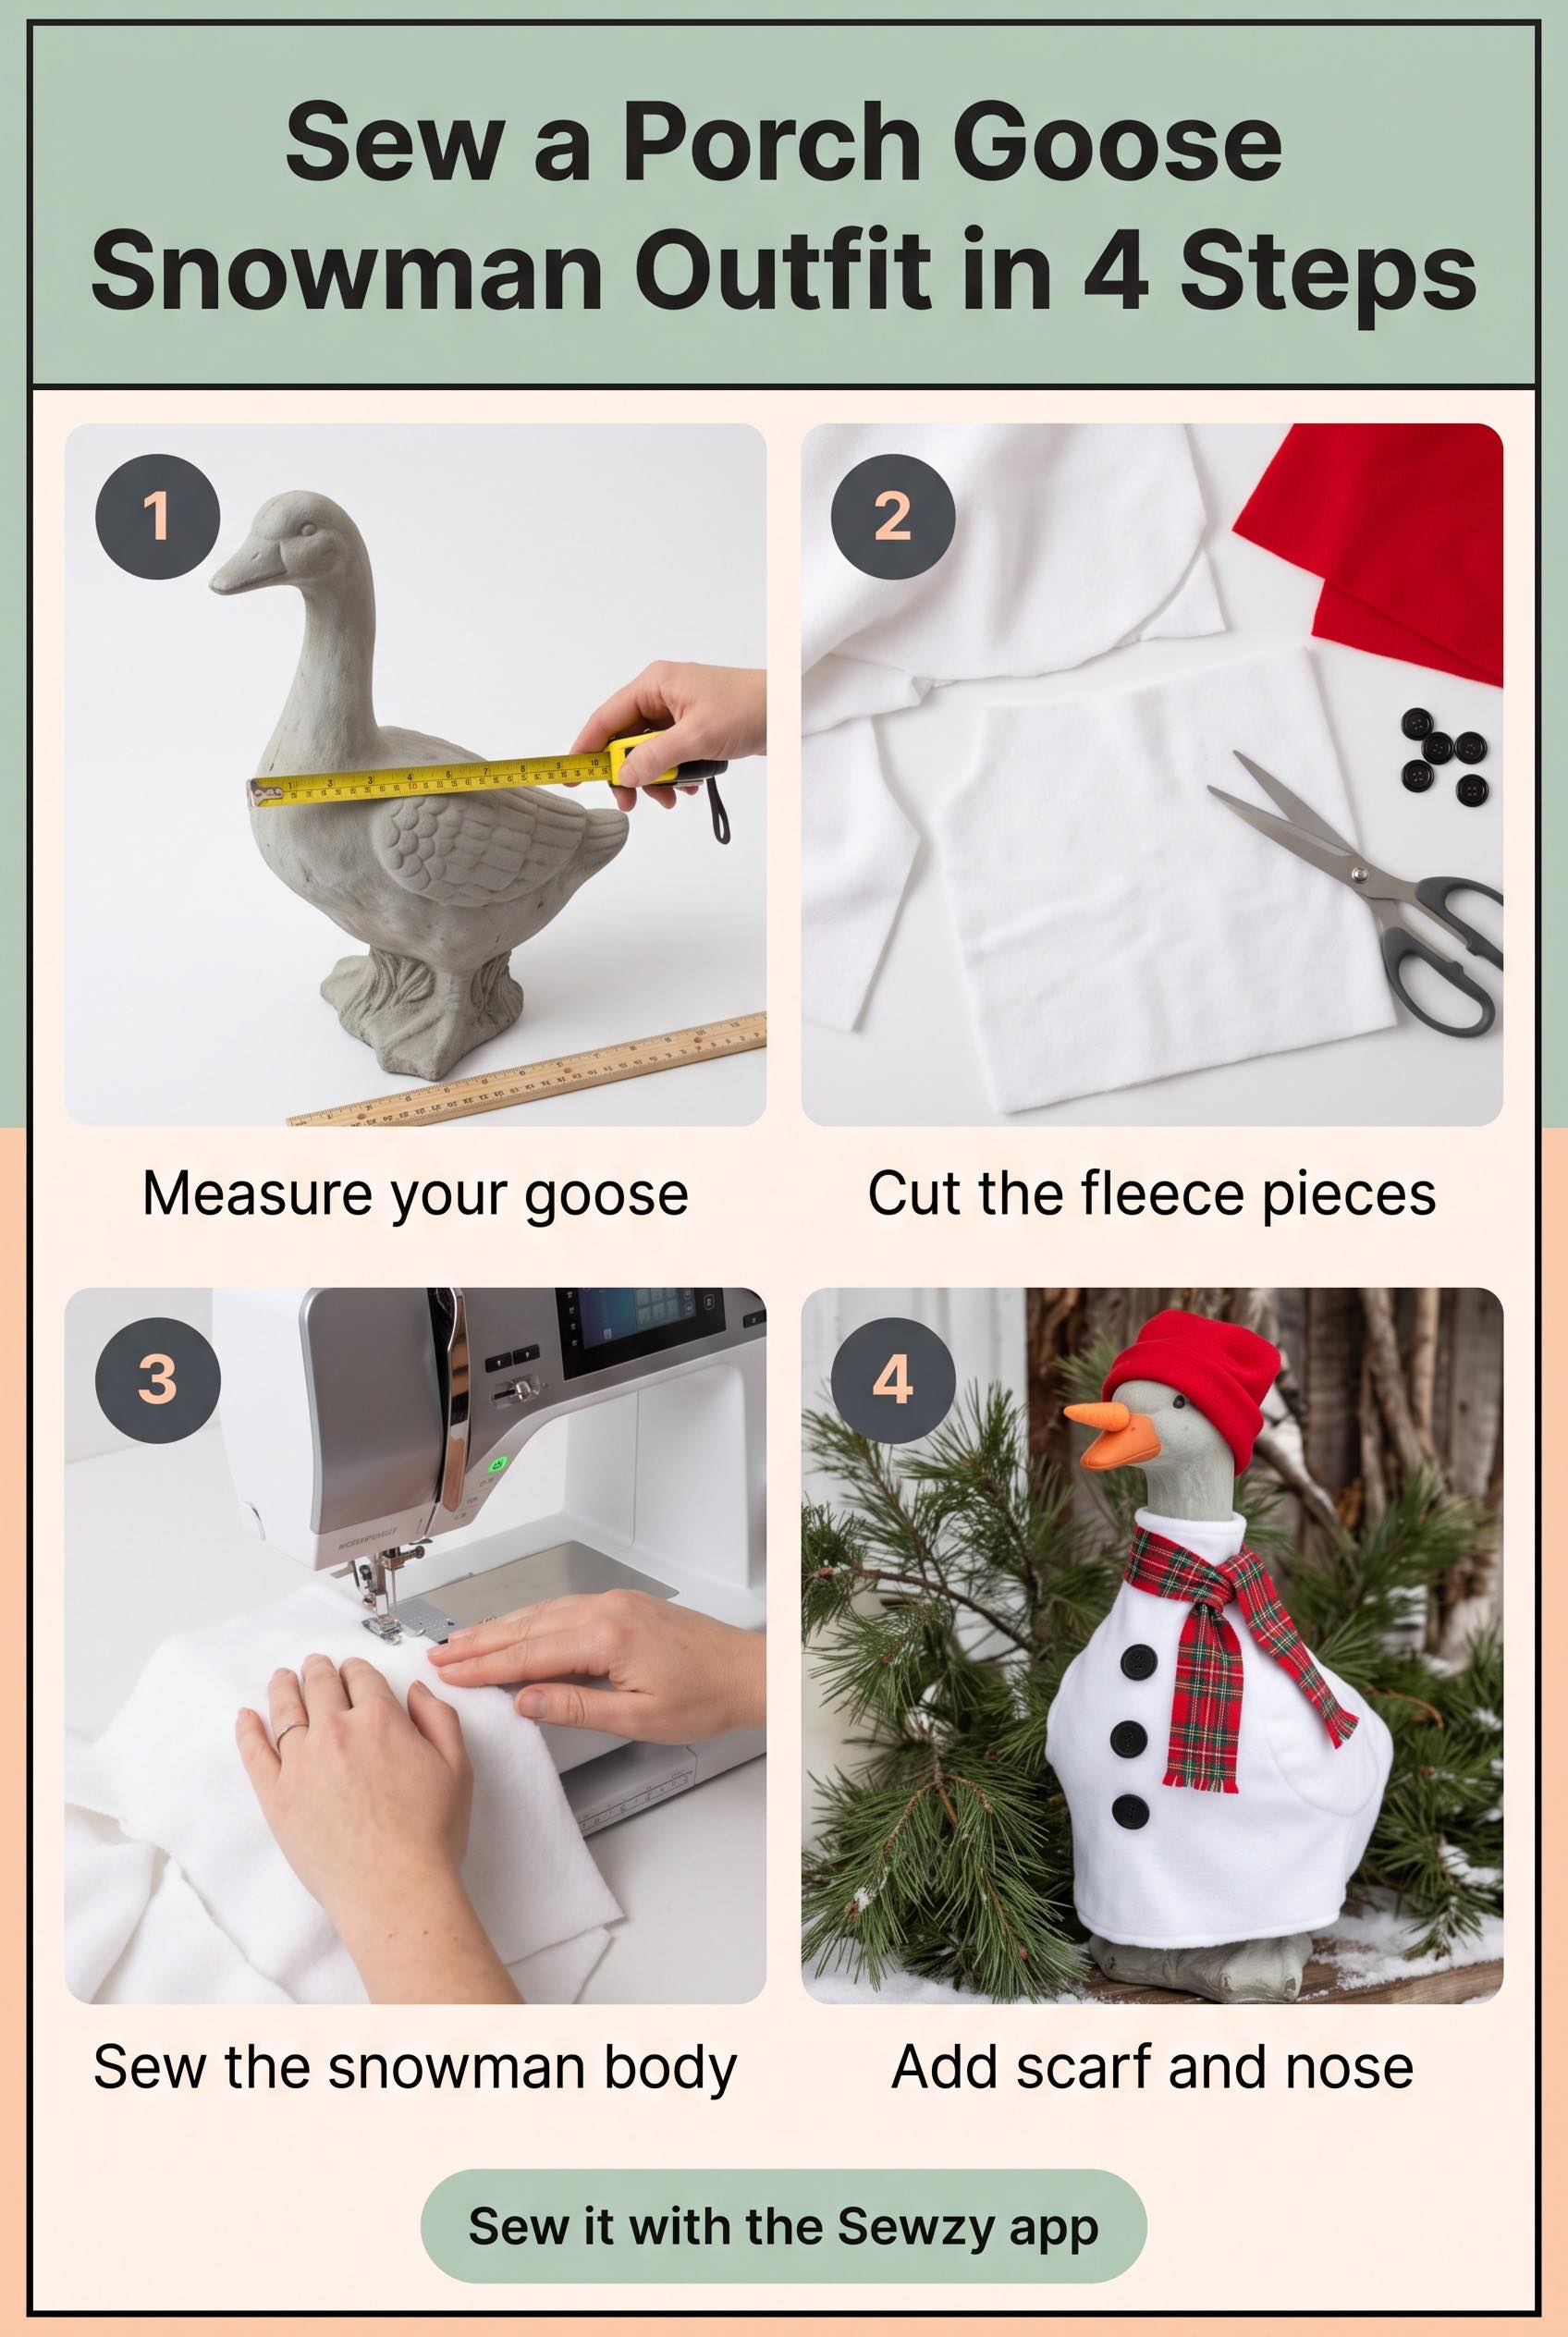 Sew a Porch Goose
Snowman Outfit in 4 Steps
1
2
Measure your goose
Cut the fleece pieces
3
4
Sew the snowman body
Add scarf and nose
Sew it with the Sewzy app